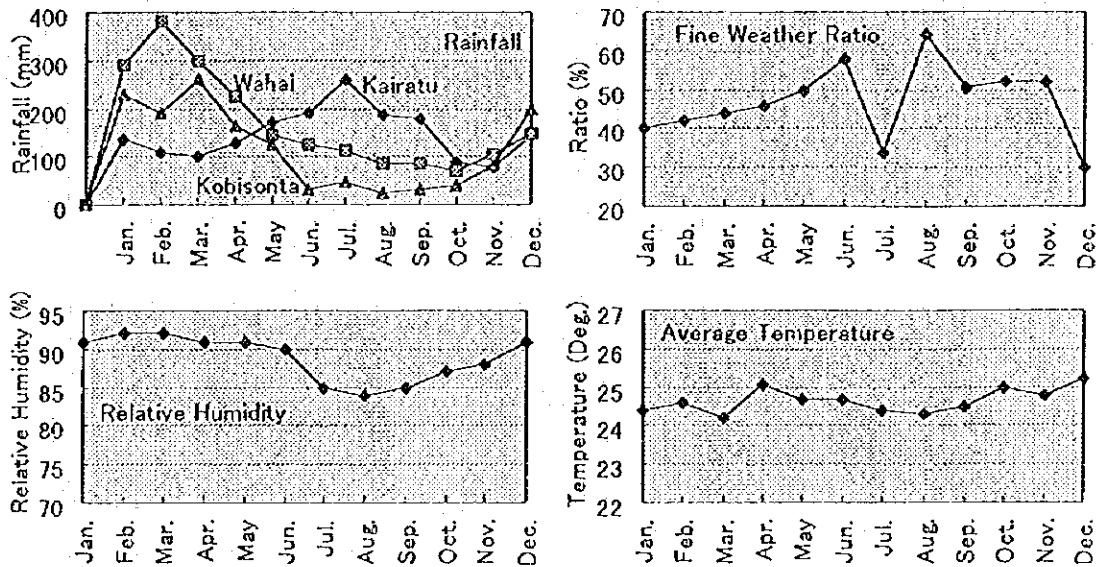 Rainfall (mm)
400
300
200
100
0
Rainfall
Wahai
Kairatu
Kobisonta
Jan.
Feb.
Mar.
Apr.
May
Jun.
Jul.
Aug.
Sep.
Oct.
Nov.
Dec.
Ratio (%)
70
60
50
40
30
20
Fine Weather Ratio
Jan.
Feb.
Mar.
Apr.
May
Jun.
Jul.
Aug.
Sep.
Oct.
Nov.
Dec.
Relative Humidity (%)
95
90
85
80
75
70
Relative Humidity
Jan.
Feb.
Mar.
Apr.
May
Jun.
Jul.
Aug.
Sep.
Oct.
Nov.
Dec.
Temperature (Deg.)
27
26
25
24
23
22
Average Temperature
Jan.
Feb.
Mar.
Apr.
May
Jun.
Jul.
Aug.
Sep.
Oct.
Nov.
Dec.